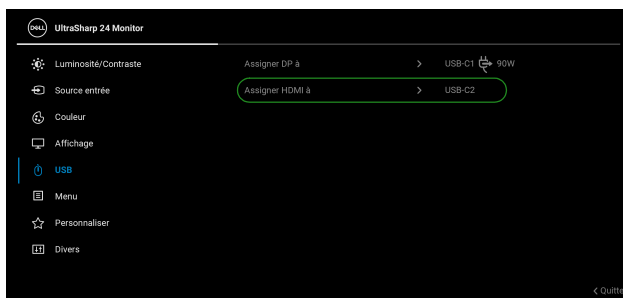 DELL UltraSharp 24 Monitor
Luminosité/Contraste
Assigner DP à > USB-C1 90W
Source entrée
Assigner HDMI à > USB-C2
Couleur
Affichage
USB
Menu
Personnaliser
Divers
< Quitte